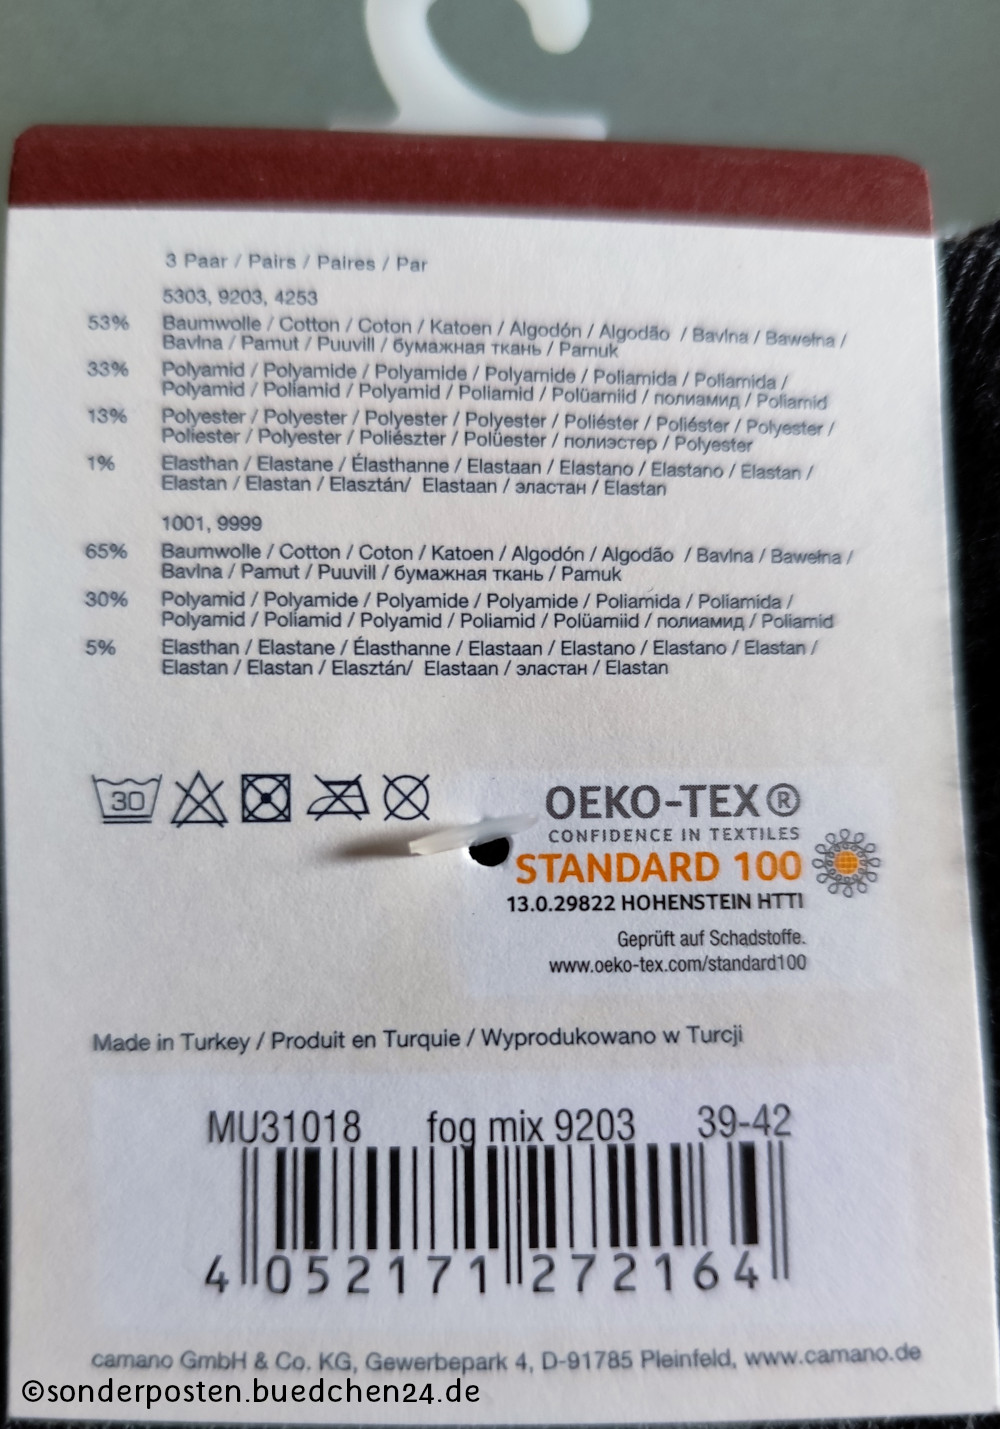 3 Paar / Pairs / Paires / Par
5303, 9203, 4253
53% Baumwolle / Cotton / Coton / Katoen / Algodón / Algodão / Bavlna / Bawełna /
Bavlna / Pamut / Puuvill / бумажная ткань / Pamuk
33% Polyamid / Polyamide / Polyamide / Polyamide / Poliamida / Poliamida /
Polyamid / Poliamid / Polyamid / Poliamid / Polüamiid / полиамид / Poliamid
13% Polyester / Polyester / Polyester / Polyester / Poliéster / Poliéster / Polyester /
Poliester / Polyester / Poliészter / Polüester / полиэстер / Polyester
1% Elasthan / Elastane / Élasthanne / Elastaan / Elastano / Elastano / Elastan /
Elastan / Elastan / Elasztán/ Elastaan / эластан / Elastan
1001, 9999
65% Baumwolle / Cotton / Coton / Katoen / Algodón / Algodão / Bavlna / Bawełna /
Bavlna / Pamut / Puuvill / бумажная ткань / Pamuk
30% Polyamid / Polyamide / Polyamide / Polyamide / Poliamida / Poliamida /
Polyamid / Poliamid / Polyamid / Poliamid / Polüamiid / полиамид / Poliamid
5% Elasthan / Elastane / Élasthanne / Elastaan / Elastano / Elastano / Elastan /
Elastan / Elastan / Elasztán/ Elastaan / эластан / Elastan
30
OEKO-TEX®
CONFIDENCE IN TEXTILES
STANDARD 100
13.0.29822 HOHENSTEIN HTTI
Geprüft auf Schadstoffe.
www.oeko-tex.com/standard100
Made in Turkey / Produit en Turquie / Wyprodukowano w Turcji
MU31018 fog mix 9203 39-42
4 052171 272164
camano GmbH & Co. KG, Gewerbepark 4, D-91785 Pleinfeld, www.camano.de
©sonderposten.buedchen24.de